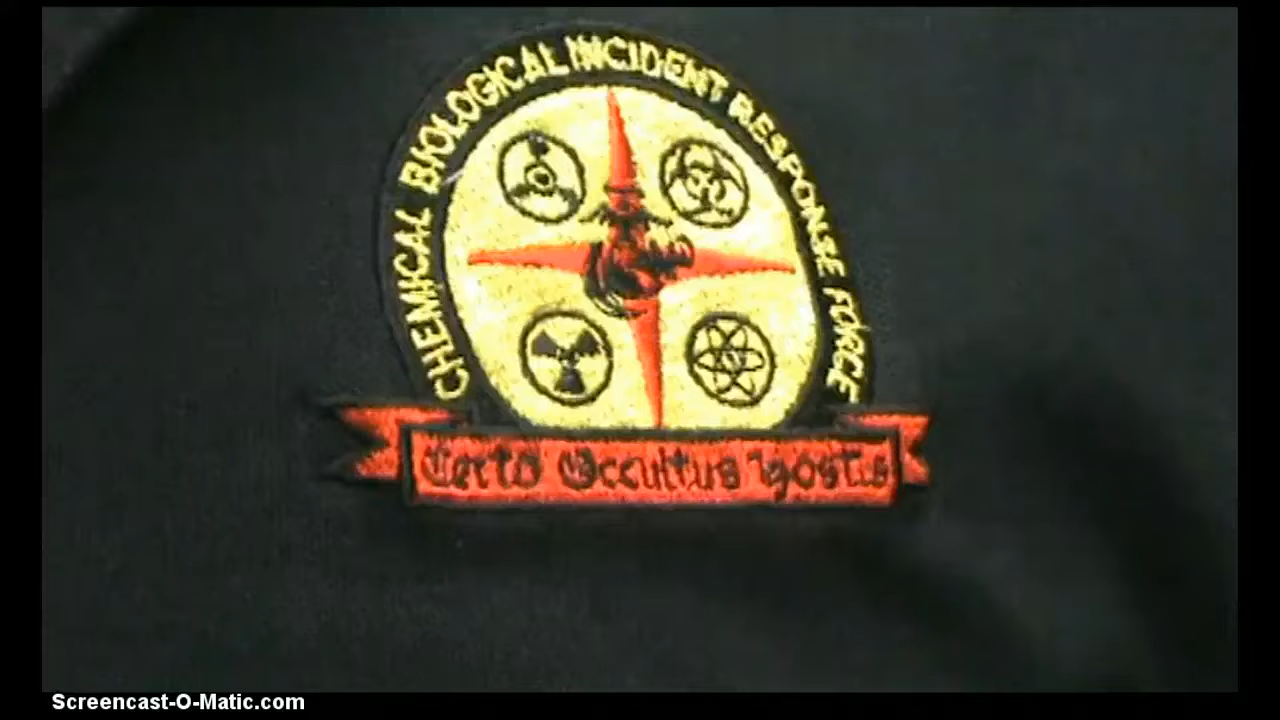 CHEMICAL BIOLOGICAL INCIDENT RESPONSE FORCE
Certo Occultus Hostis
Screencast-O-Matic.com